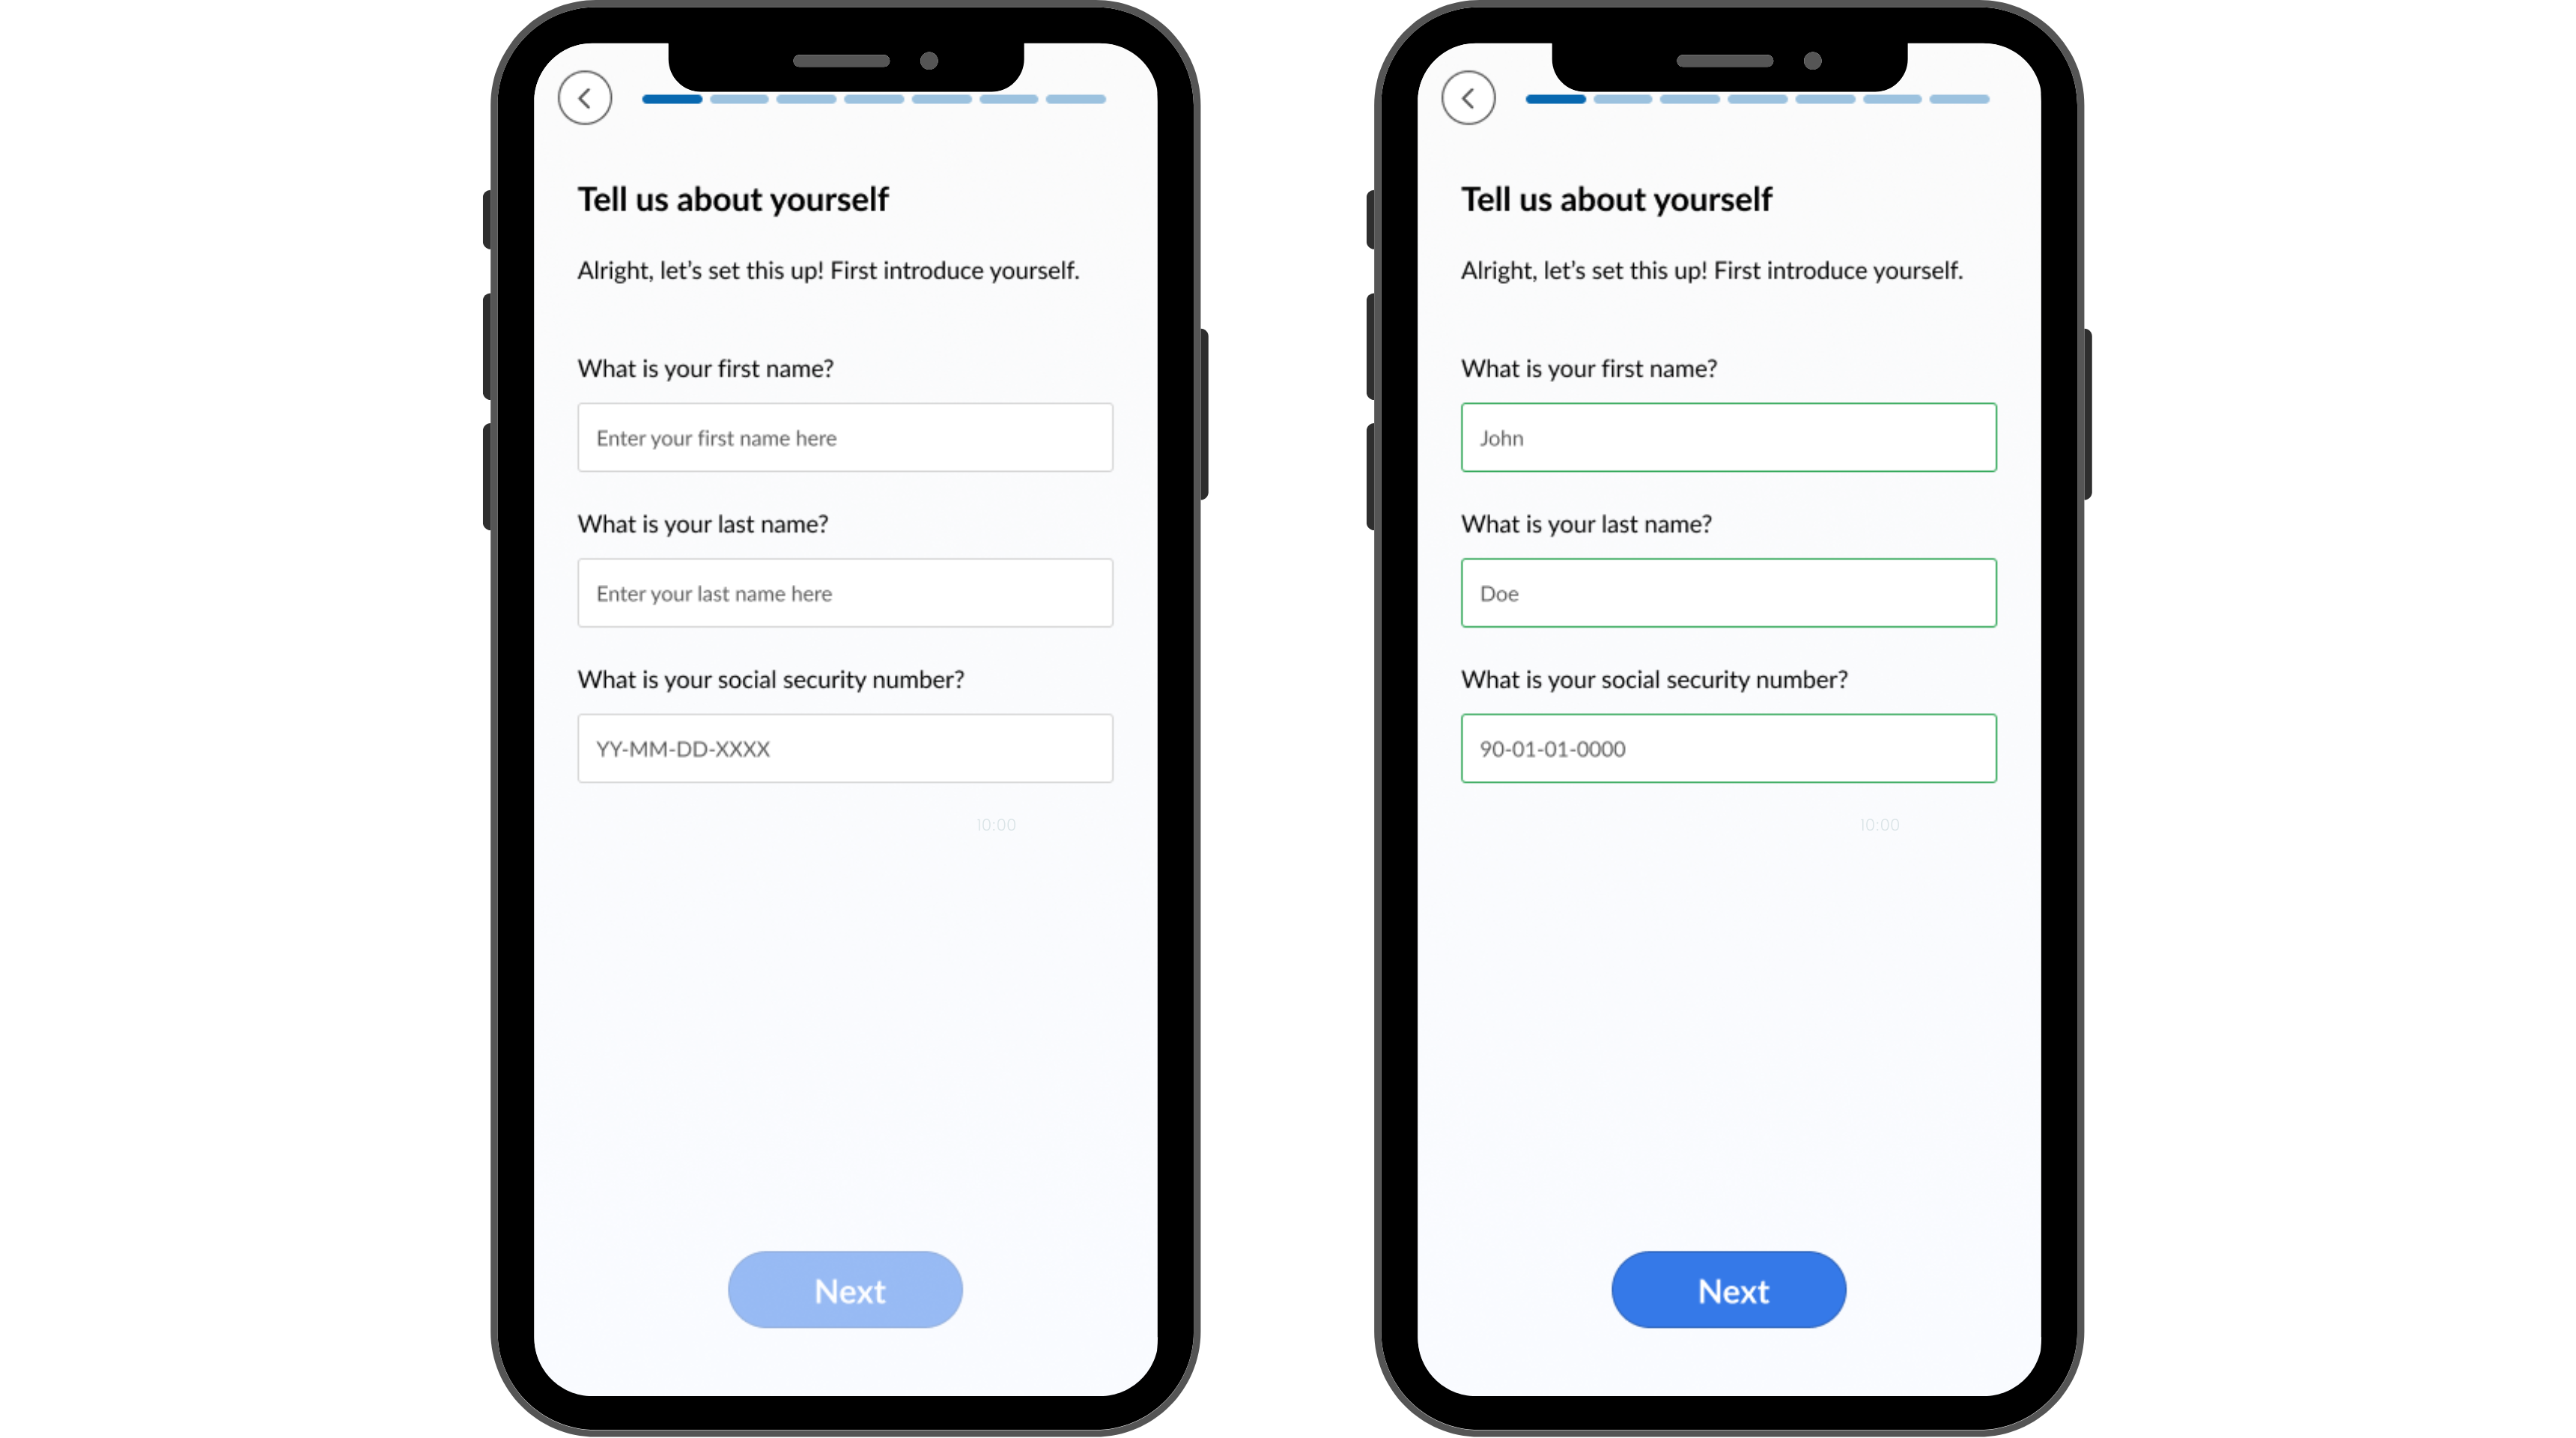 Tell us about yourself
Alright, let's set this up! First introduce yourself.
What is your first name?
Enter your first name here
What is your last name?
Enter your last name here
What is your social security number?
YY-MM-DD-XXXX
10:00
Next
Tell us about yourself
Alright, let's set this up! First introduce yourself.
What is your first name?
John
What is your last name?
Doe
What is your social security number?
90-01-01-0000
10:00
Next